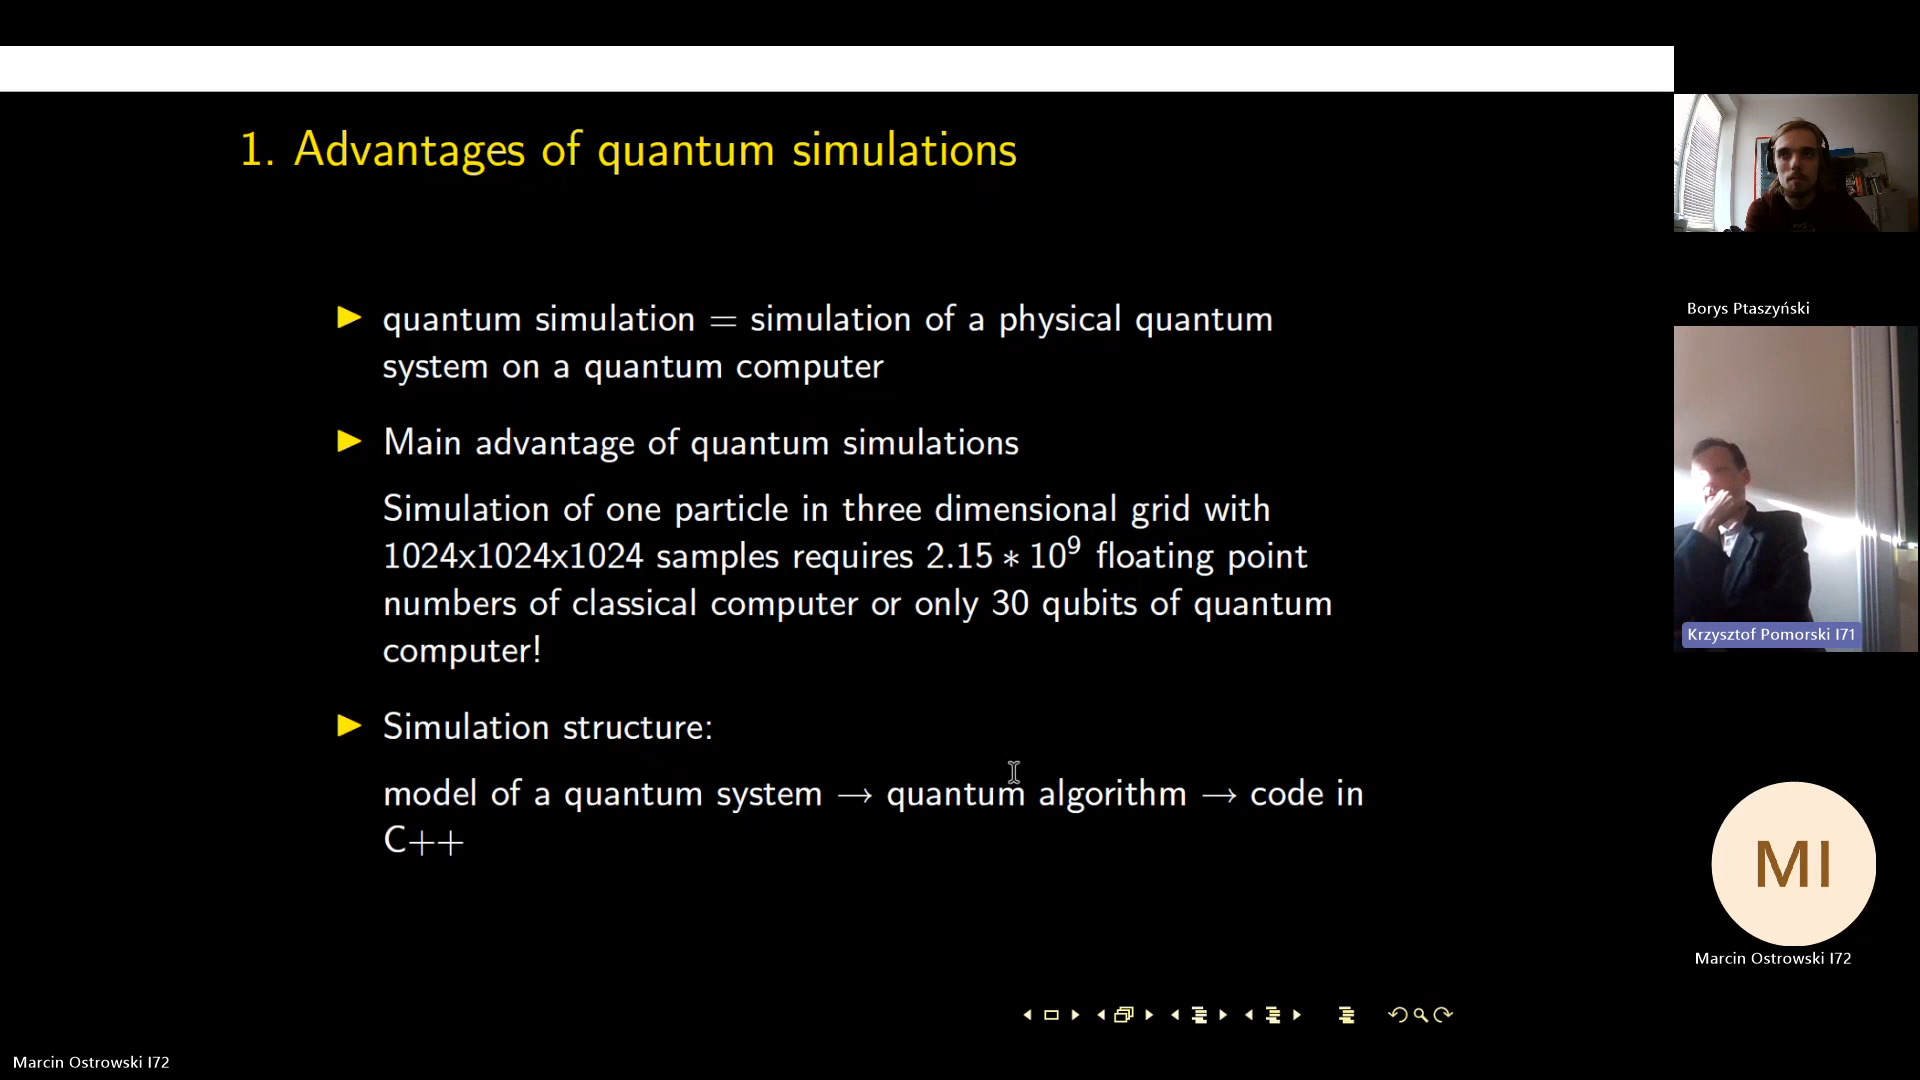 1. Advantages of quantum simulations
quantum simulation = simulation of a physical quantum
system on a quantum computer
Main advantage of quantum simulations
Simulation of one particle in three dimensional grid with
1024x1024x1024 samples requires 2.15 ∗ 10⁹ floating point
numbers of classical computer or only 30 qubits of quantum
computer!
Simulation structure:
model of a quantum system → quantum algorithm → code in
C++
Borys Ptaszyński
Krzysztof Pomorski I71
MI
Marcin Ostrowski I72
Marcin Ostrowski I72